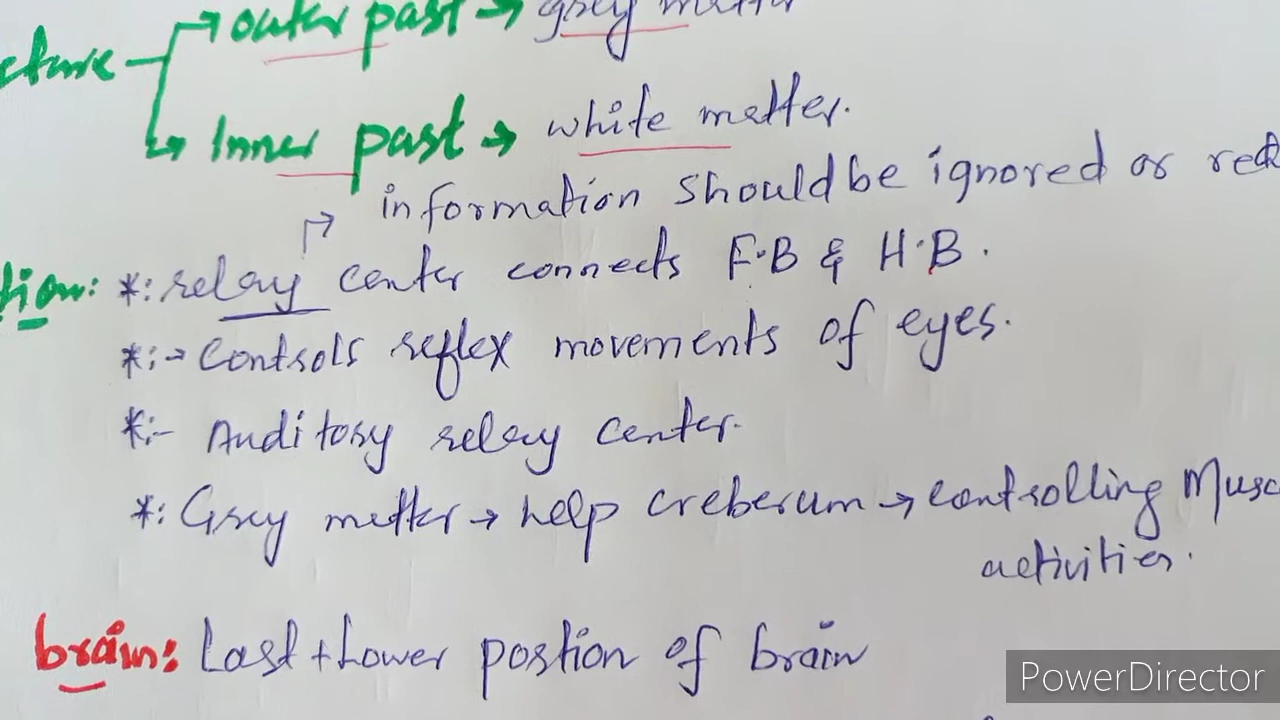 outer part → grey matter
cture
Inner part → white matter.
information should be ignored or
tion: *: relay center connects F.B & H.B.
*:→ Controls reflex movements of eyes.
*:- Auditory relay center.
*: Grey matter → help creberum → controlling Musc
activities.
brain: Last + Lower portion of brain
PowerDirector